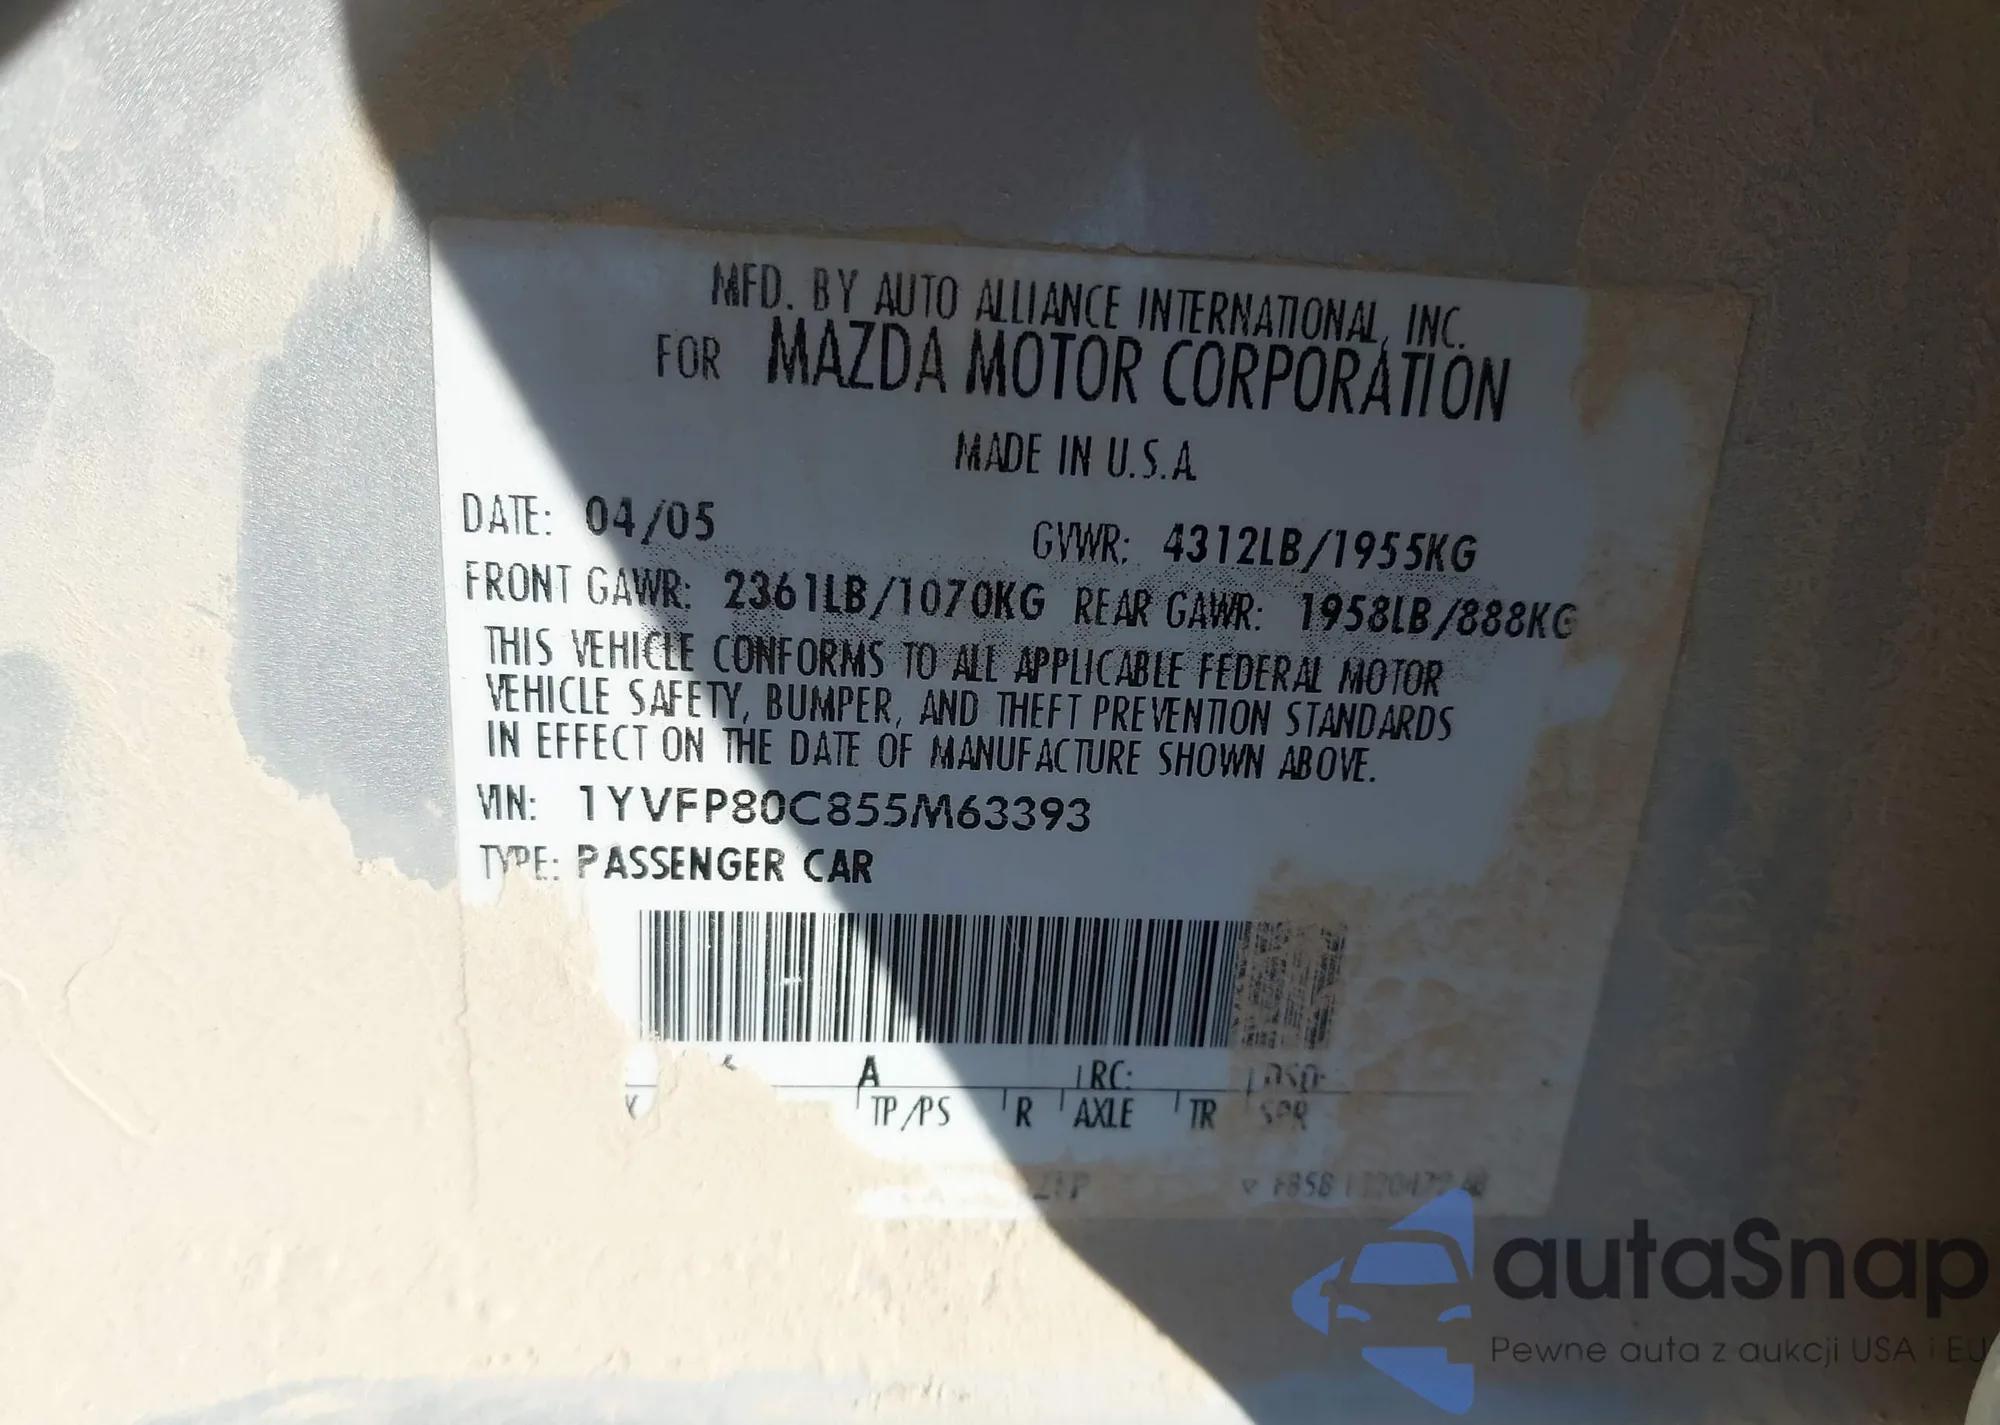 MFD. BY AUTO ALLIANCE INTERNATIONAL, INC.
FOR MAZDA MOTOR CORPORATION
MADE IN U.S.A.
DATE: 04/05 GVWR: 4312LB/1955KG
FRONT GAWR: 2361LB/1070KG REAR GAWR: 1958LB/888KG
THIS VEHICLE CONFORMS TO ALL APPLICABLE FEDERAL MOTOR
VEHICLE SAFETY, BUMPER, AND THEFT PREVENTION STANDARDS
IN EFFECT ON THE DATE OF MANUFACTURE SHOWN ABOVE.
VIN: 1YVFP80C855M63393
TYPE: PASSENGER CAR
A RC: DSO:
TP/PS R AXLE TR SPR
autaSnap
Pewne auta z aukcji USA i EU